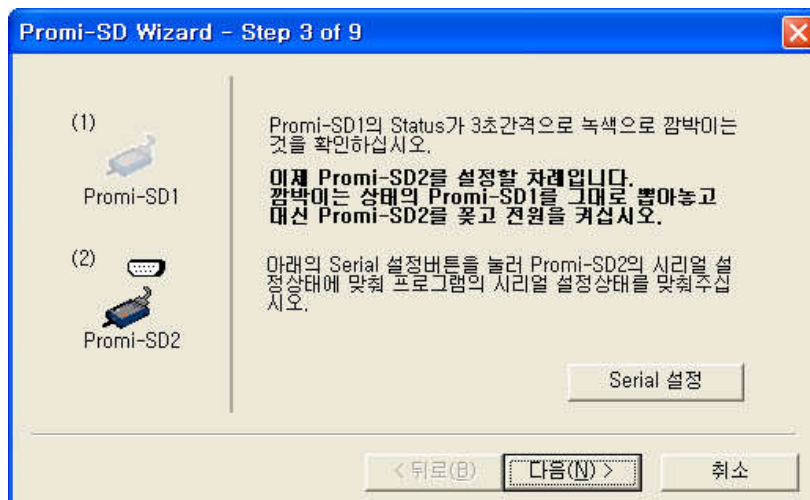 Promi-SD Wizard - Step 3 of 9
(1)
Promi-SD1
(2)
Promi-SD2
Promi-SD1의 Status가 3초간격으로 녹색으로 깜박이는
것을 확인하십시오.
이제 Promi-SD2를 설정할 차례입니다.
깜박이는 상태의 Promi-SD1를 그대로 뽑아놓고
대신 Promi-SD2를 꽂고 전원을 켜십시오.
아래의 Serial 설정버튼을 눌러 Promi-SD2의 시리얼 설
정상태에 맞춰 프로그램의 시리얼 설정상태를 맞춰주십
시오.
Serial 설정
< 뒤로(B)
다음(N) >
취소